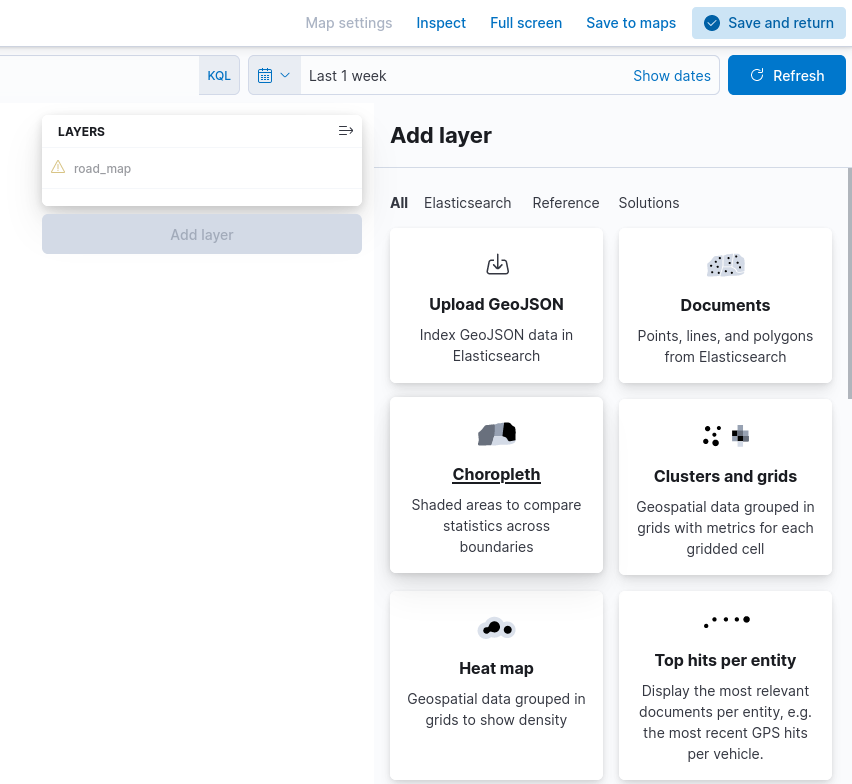 Map settings Inspect Full screen Save to maps Save and return
KQL Last 1 week Show dates Refresh
LAYERS
road_map
Add layer
Add layer
All Elasticsearch Reference Solutions
Upload GeoJSON
Index GeoJSON data in
Elasticsearch
Documents
Points, lines, and polygons
from Elasticsearch
Choropleth
Shaded areas to compare
statistics across
boundaries
Clusters and grids
Geospatial data grouped in
grids with metrics for each
gridded cell
Heat map
Geospatial data grouped in
grids to show density
Top hits per entity
Display the most relevant
documents per entity, e.g.
the most recent GPS hits
per vehicle.